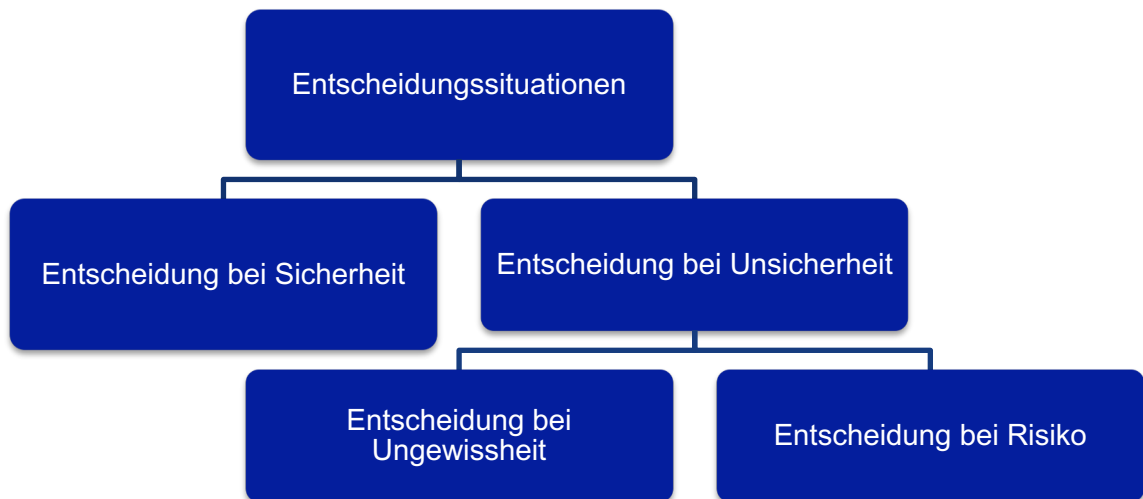 Entscheidungssituationen
Entscheidung bei Sicherheit
Entscheidung bei Unsicherheit
Entscheidung bei
Ungewissheit
Entscheidung bei Risiko